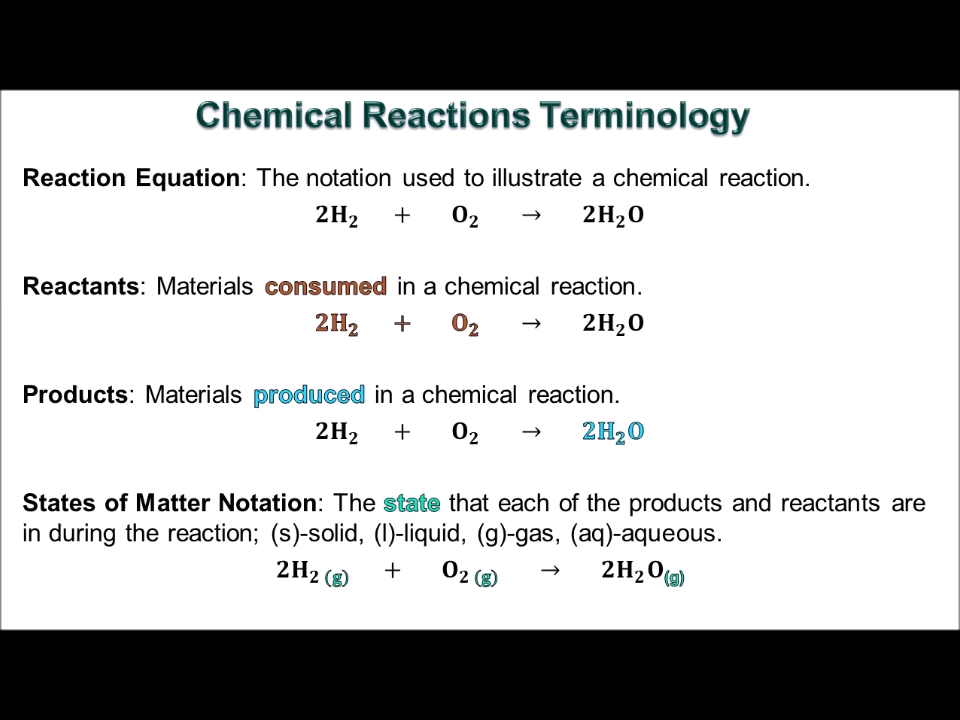 Chemical Reactions Terminology
Reaction Equation: The notation used to illustrate a chemical reaction.
2H₂ + O₂ → 2H₂O
Reactants: Materials consumed in a chemical reaction.
2H₂ + O₂ → 2H₂O
Products: Materials produced in a chemical reaction.
2H₂ + O₂ → 2H₂O
States of Matter Notation: The state that each of the products and reactants are
in during the reaction; (s)-solid, (l)-liquid, (g)-gas, (aq)-aqueous.
2H₂ (g) + O₂ (g) → 2H₂O(g)